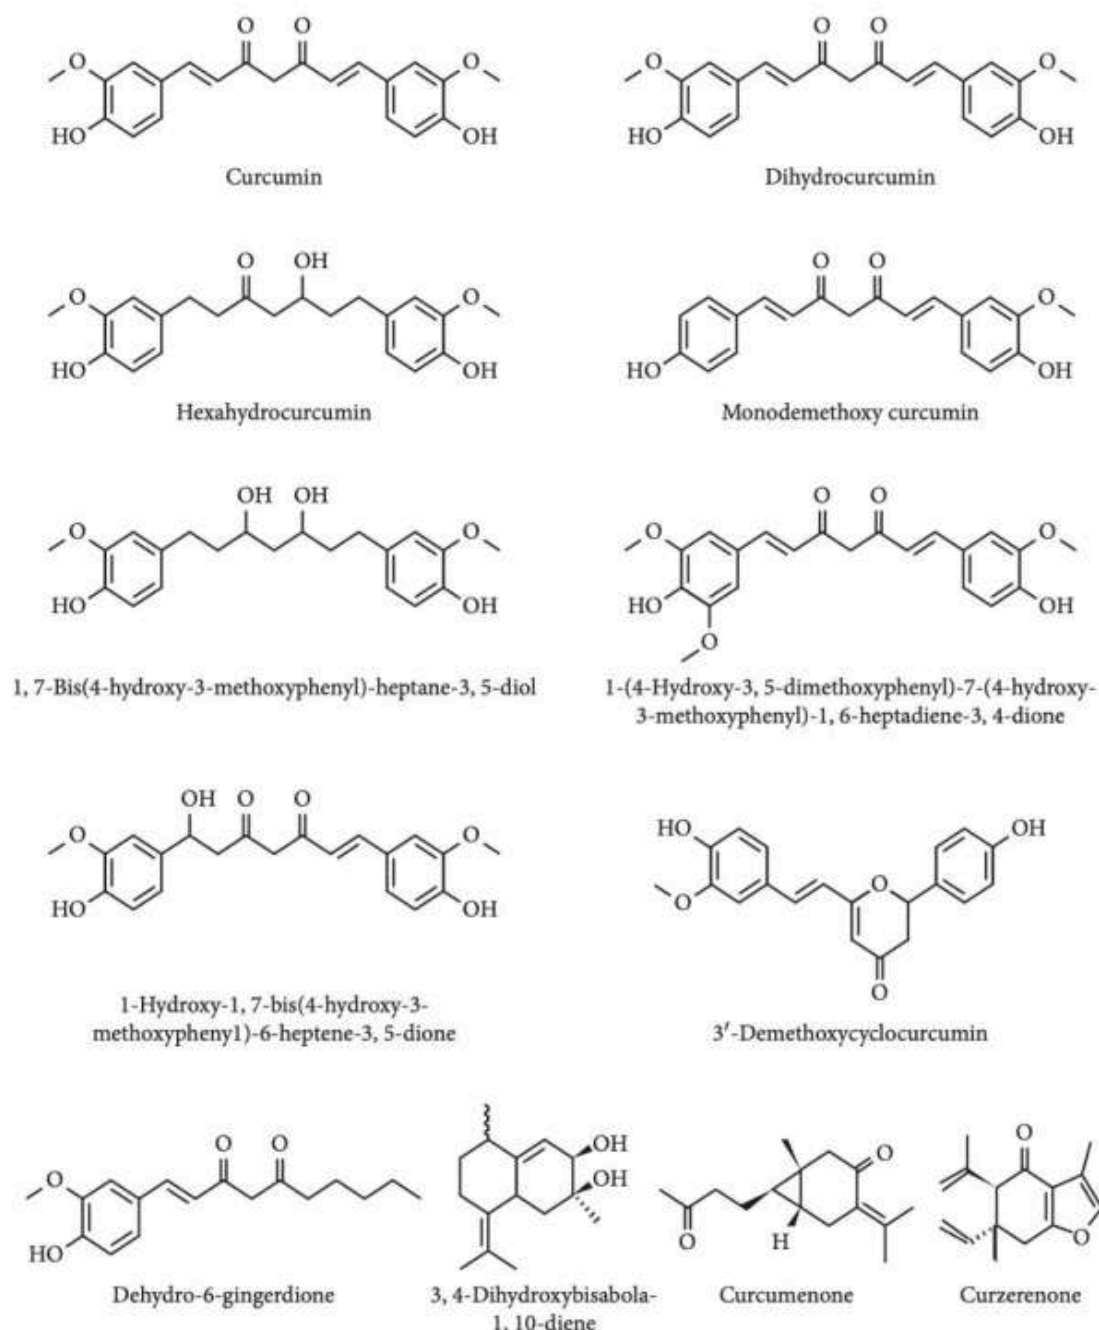 O O
O O
HO OH
Curcumin
O O
O O
HO OH
Dihydrocurcumin
O OH
O O
HO OH
Hexahydrocurcumin
O O
O
HO OH
Monodemethoxy curcumin
OH OH
O O
HO OH
1, 7-Bis(4-hydroxy-3-methoxyphenyl)-heptane-3, 5-diol
O O
O O
HO OH
O
1-(4-Hydroxy-3, 5-dimethoxyphenyl)-7-(4-hydroxy-
3-methoxyphenyl)-1, 6-heptadiene-3, 4-dione
OH O O
O O
HO OH
1-Hydroxy-1, 7-bis(4-hydroxy-3-
methoxypheny1)-6-heptene-3, 5-dione
HO OH
O
O
O
3′-Demethoxycyclocurcumin
O O
O
HO
Dehydro-6-gingerdione
OH
OH
3, 4-Dihydroxybisabola-
1, 10-diene
O
O H
Curcumenone
O
O
Curzerenone